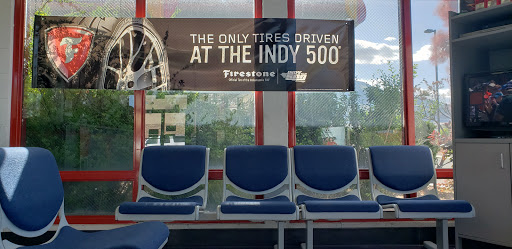 THE ONLY TIRES DRIVEN
AT THE INDY 500®
Firestone